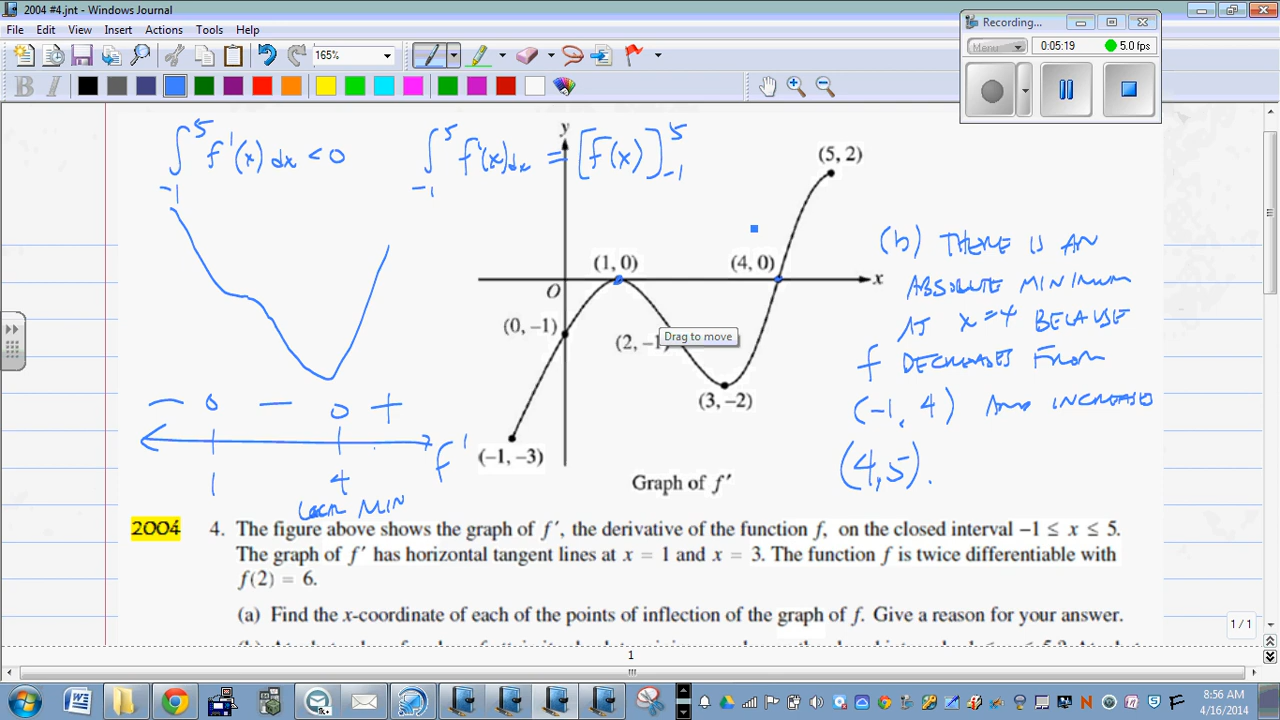 2004 #4.jnt - Windows Journal
File Edit View Insert Actions Tools Help
165%
Recording...
Menu
0:05:19
5.0 fps
B I
∫₋₁⁵ f'(x) dx < 0
∫₋₁⁵ f'(x) dx = [f(x)]₋₁⁵
y
(5, 2)
(1, 0)
(4, 0)
x
O
(0, −1)
(2, −1
Drag to move
(3, −2)
(−1, −3)
Graph of f′
− 0 − 0 +
f'
1 4
LOCAL MIN
(b) THERE IS AN
ABSOLUTE MINIMUM
AT x=4 BECAUSE
f DECREASES FROM
(-1, 4) AND INCREASES
(4,5).
2004
4. The figure above shows the graph of f′, the derivative of the function f, on the closed interval −1 ≤ x ≤ 5.
The graph of f′ has horizontal tangent lines at x = 1 and x = 3. The function f is twice differentiable with
f(2) = 6.
(a) Find the x-coordinate of each of the points of inflection of the graph of f. Give a reason for your answer.
1 / 1
1
8:56 AM
4/16/2014